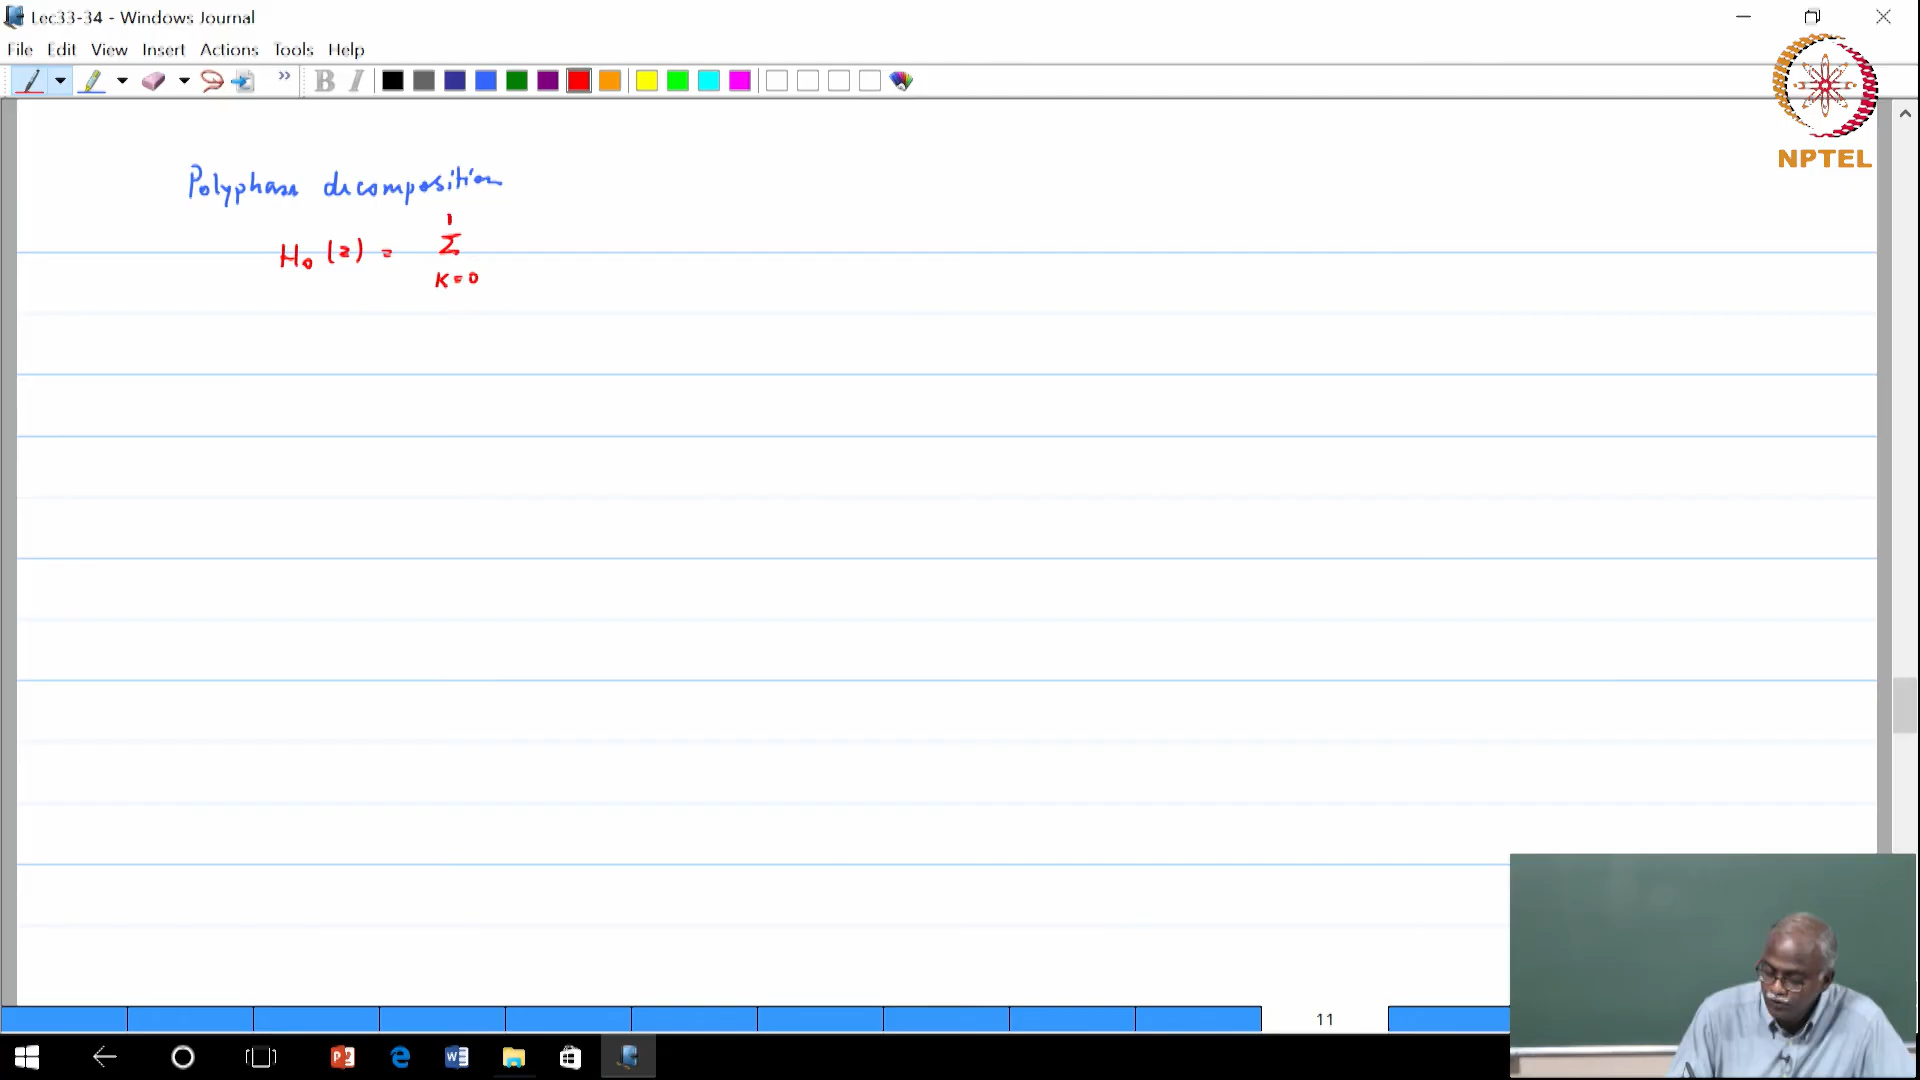 Lec33-34 - Windows Journal
File Edit View Insert Actions Tools Help
» B I
NPTEL
Polyphase decomposition
1
H₀ (z) = Σ
K=0
11